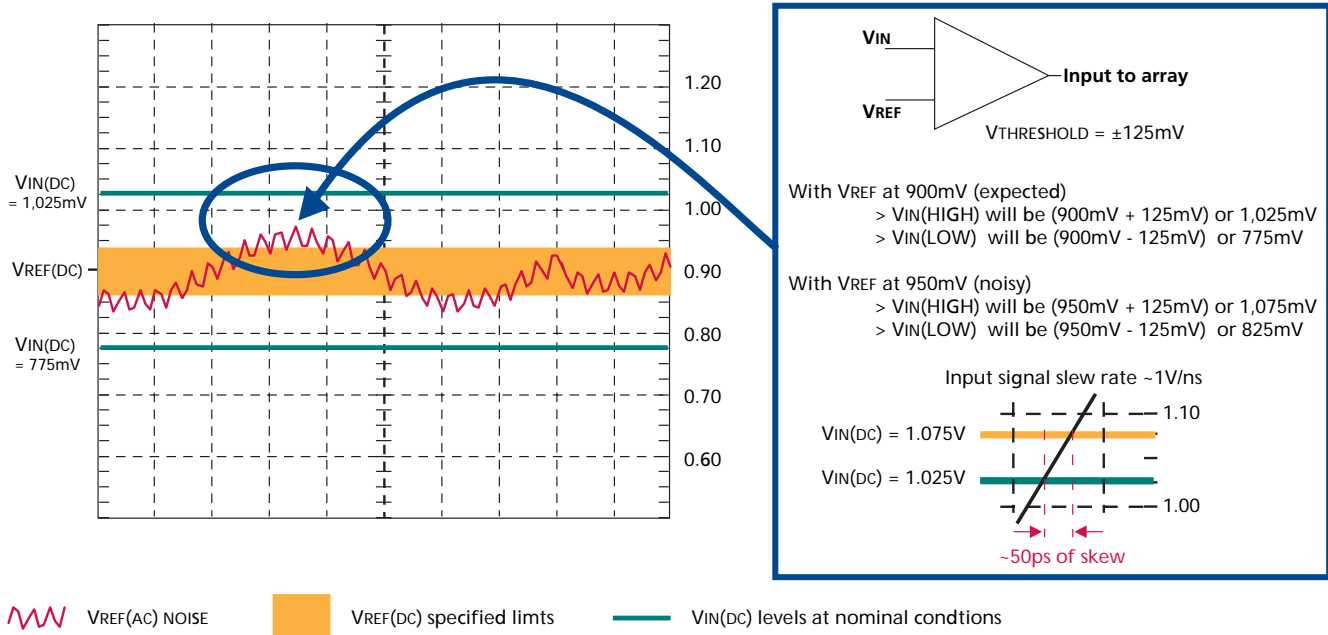 1.20
1.10
1.00
0.90
0.80
0.70
0.60
VIN(DC)
= 1,025mV
VREF(DC)
VIN(DC)
= 775mV
VIN
VREF
Input to array
VTHRESHOLD = ±125mV
With VREF at 900mV (expected)
> VIN(HIGH) will be (900mV + 125mV) or 1,025mV
> VIN(LOW) will be (900mV - 125mV) or 775mV
With VREF at 950mV (noisy)
> VIN(HIGH) will be (950mV + 125mV) or 1,075mV
> VIN(LOW) will be (950mV - 125mV) or 825mV
Input signal slew rate ~1V/ns
1.10
VIN(DC) = 1.075V
VIN(DC) = 1.025V
1.00
~50ps of skew
VREF(AC) NOISE
VREF(DC) specified limts
VIN(DC) levels at nominal condtions